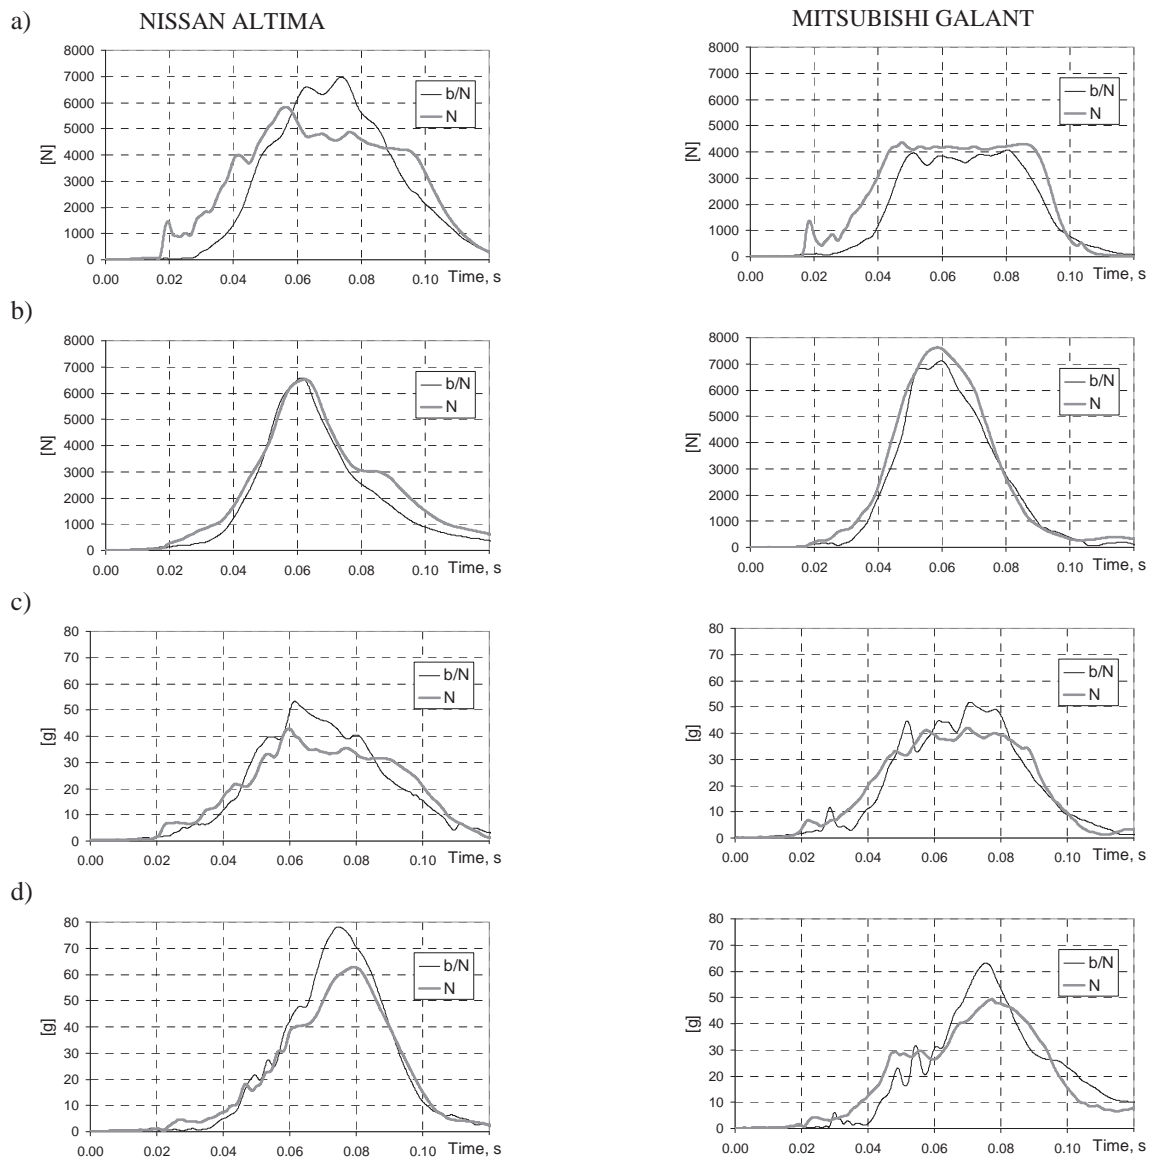 a)
NISSAN ALTIMA
MITSUBISHI GALANT
8000
7000
6000
5000
4000
3000
2000
1000
0
[N]
b/N
N
0.00 0.02 0.04 0.06 0.08 0.10 Time, s
8000
7000
6000
5000
4000
3000
2000
1000
0
[N]
b/N
N
0.00 0.02 0.04 0.06 0.08 0.10 Time, s
b)
8000
7000
6000
5000
4000
3000
2000
1000
0
[N]
b/N
N
0.00 0.02 0.04 0.06 0.08 0.10 Time, s
8000
7000
6000
5000
4000
3000
2000
1000
0
[N]
b/N
N
0.00 0.02 0.04 0.06 0.08 0.10 Time, s
c)
80
70
60
50
40
30
20
10
0
[g]
b/N
N
0.00 0.02 0.04 0.06 0.08 0.10 Time, s
80
70
60
50
40
30
20
10
0
[g]
b/N
N
0.00 0.02 0.04 0.06 0.08 0.10 Time, s
d)
80
70
60
50
40
30
20
10
0
[g]
b/N
N
0.00 0.02 0.04 0.06 0.08 0.10 Time, s
80
70
60
50
40
30
20
10
0
[g]
b/N
N
0.00 0.02 0.04 0.06 0.08 0.10 Time, s